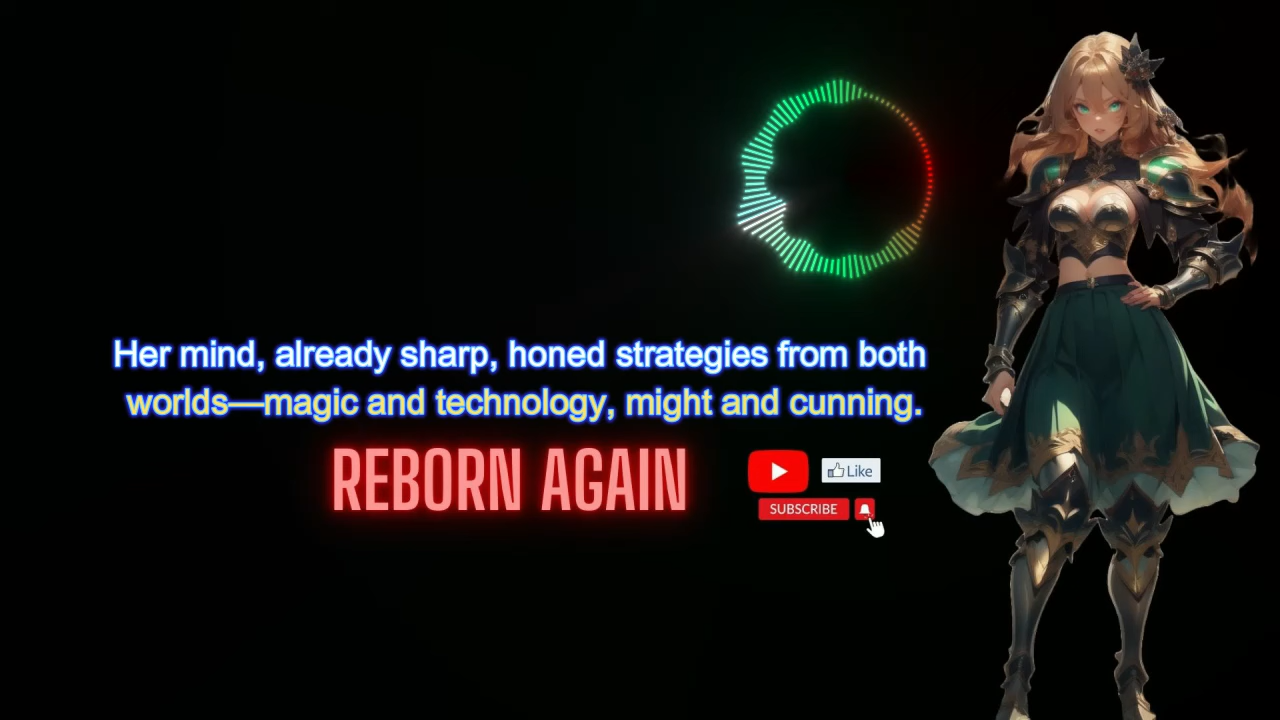 Her mind, already sharp, honed strategies from both
worlds—magic and technology, might and cunning.
REBORN AGAIN
Like
SUBSCRIBE